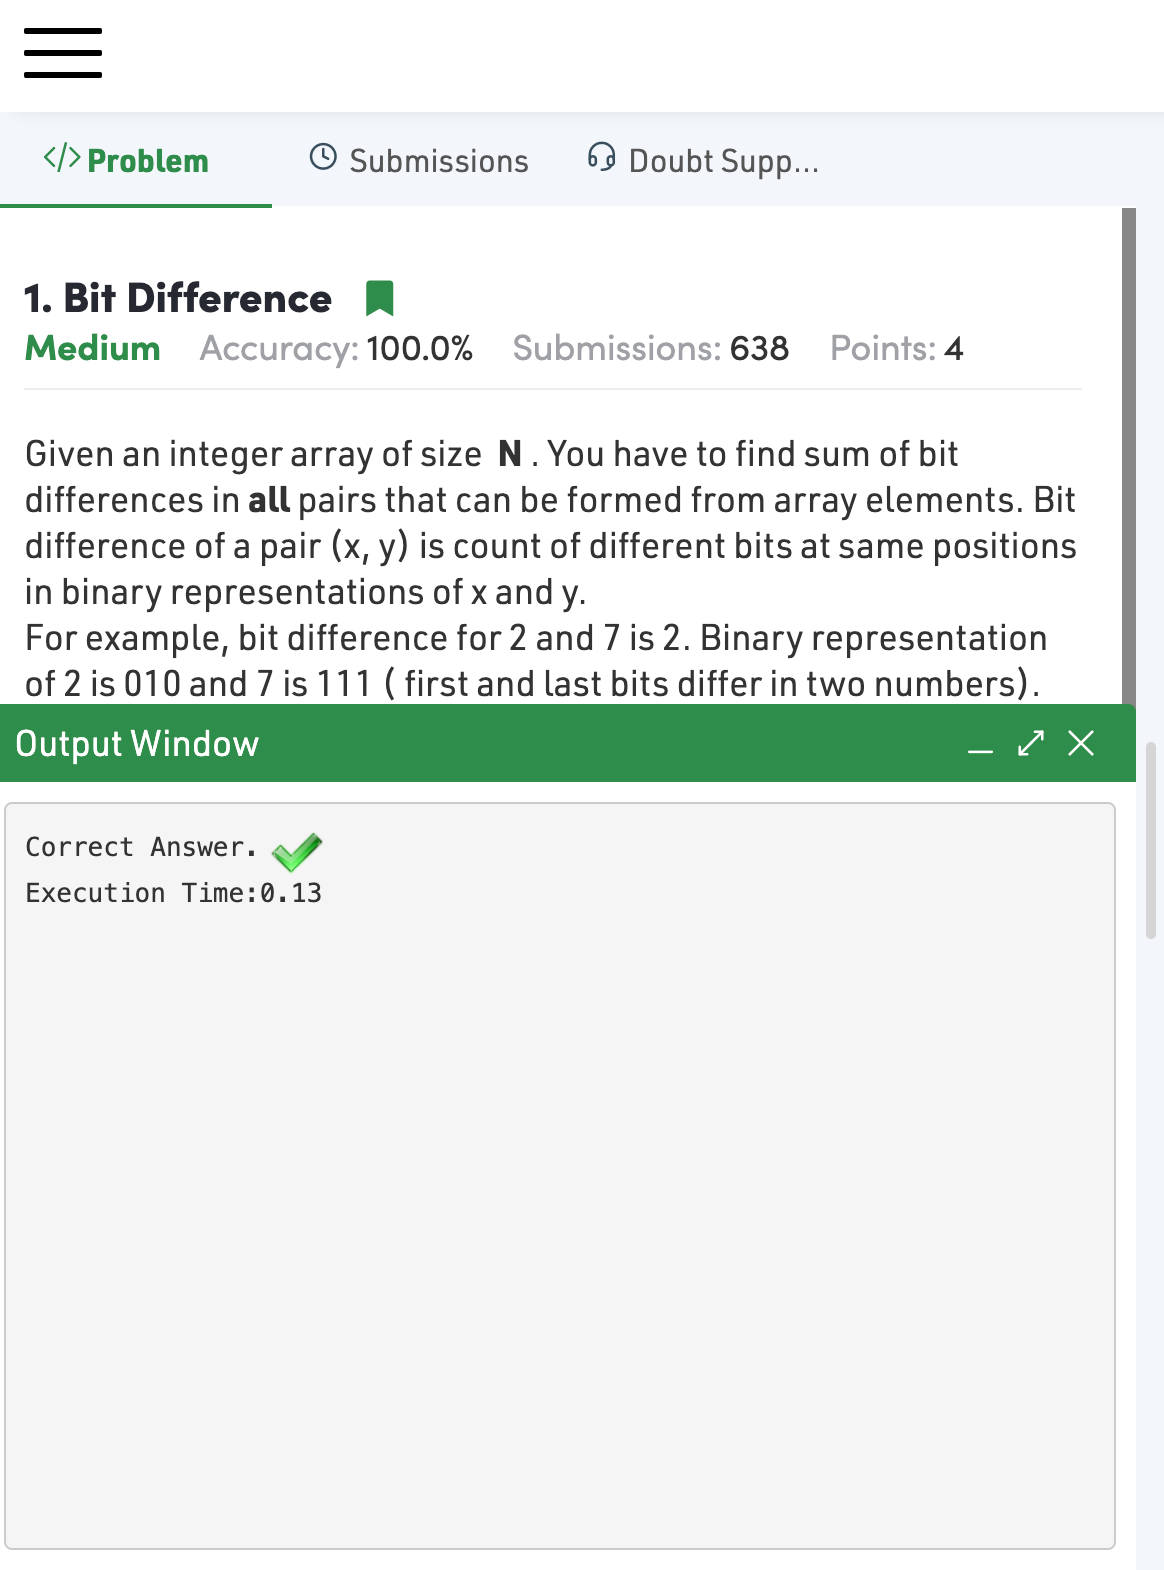 </> Problem Submissions Doubt Supp...
1. Bit Difference
Medium Accuracy: 100.0% Submissions: 638 Points: 4
Given an integer array of size N . You have to find sum of bit
differences in all pairs that can be formed from array elements. Bit
difference of a pair (x, y) is count of different bits at same positions
in binary representations of x and y.
For example, bit difference for 2 and 7 is 2. Binary representation
of 2 is 010 and 7 is 111 ( first and last bits differ in two numbers).
Output Window
Correct Answer.
Execution Time:0.13